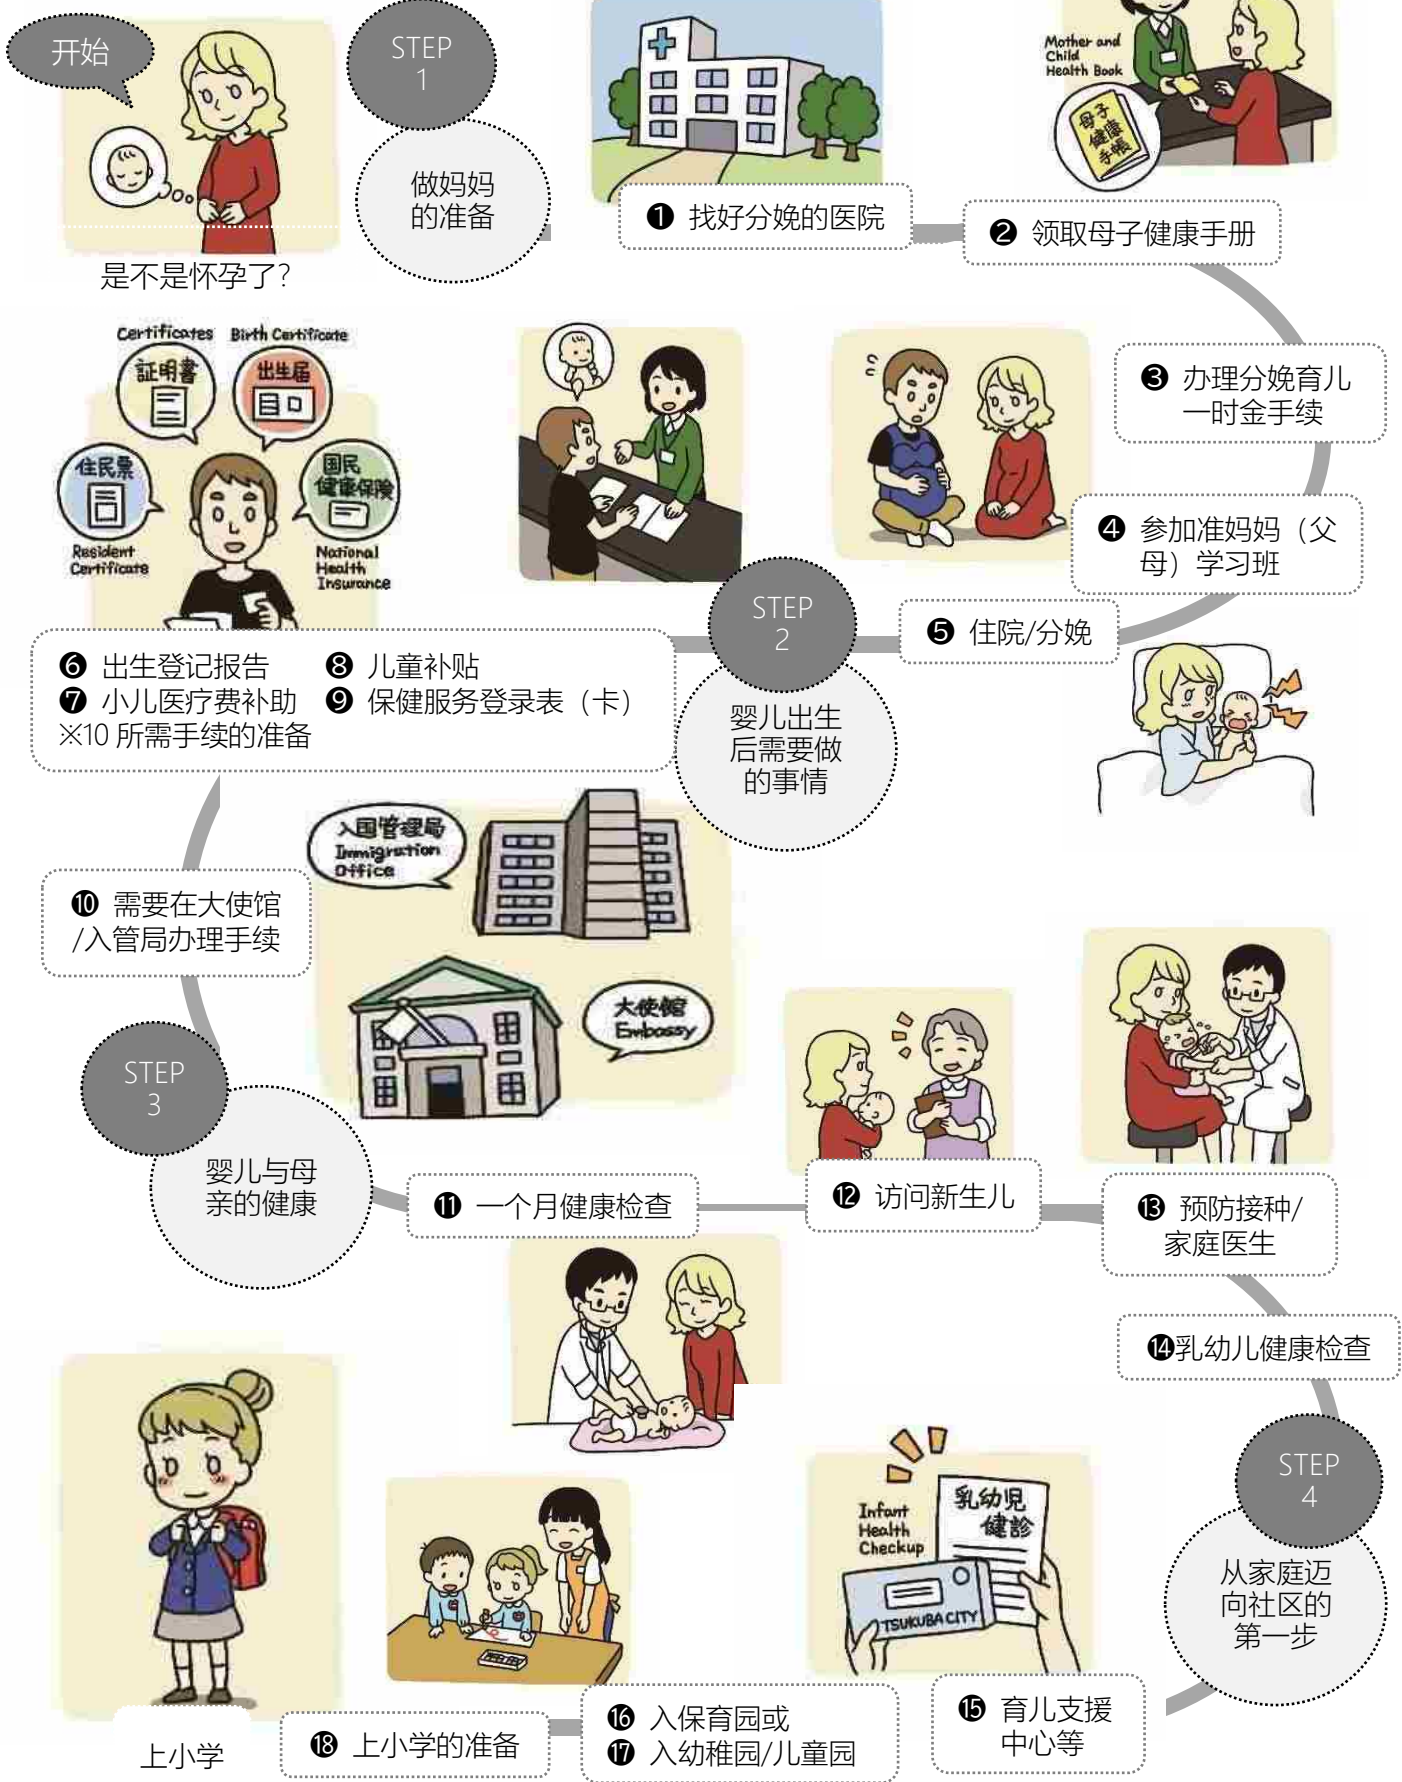 开始
STEP
1
做妈妈
的准备
是不是怀孕了？
❶ 找好分娩的医院
Mother and
Child
Health Book
母子
健康
手帳
❷ 领取母子健康手册
❸ 办理分娩育儿
一时金手续
❹ 参加准妈妈（父
母）学习班
❺ 住院/分娩
STEP
2
婴儿出生
后需要做
的事情
Certificates
証明書
Birth Certificate
出生届
住民票
Resident
Certificate
国民
健康保険
National
Health
Insurance
❻ 出生登记报告
❼ 小儿医疗费补助
❽ 儿童补贴
❾ 保健服务登录表（卡）
※10 所需手续的准备
❿ 需要在大使馆
/入管局办理手续
入国管理局
Immigration
Office
大使館
Embassy
STEP
3
婴儿与母
亲的健康
⓫ 一个月健康检查
⓬ 访问新生儿
⓭ 预防接种/
家庭医生
⓮乳幼儿健康检查
STEP
4
从家庭迈
向社区的
第一步
Infant
Health
Checkup
乳幼児
健診
TSUKUBA CITY
⓯ 育儿支援
中心等
⓰ 入保育园或
⓱ 入幼稚园/儿童园
⓲ 上小学的准备
上小学